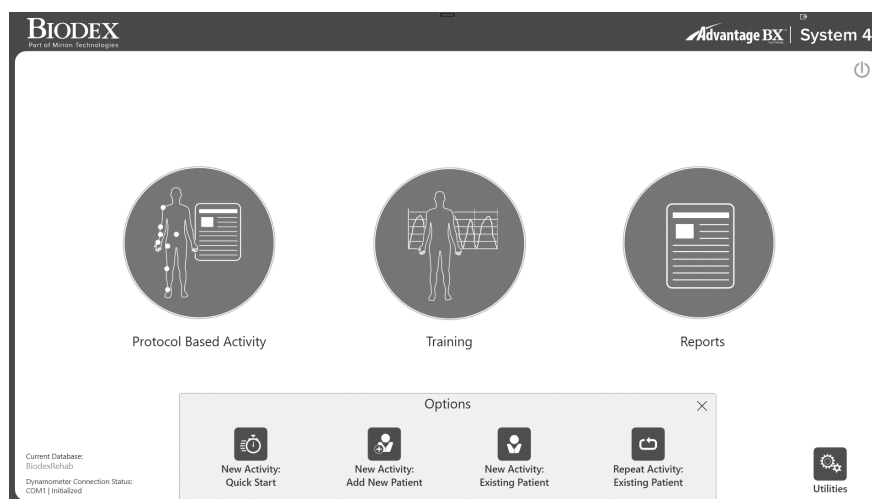 BIODEX
Part of Mirion Technologies
Advantage BX | System 4
Protocol Based Activity
Training
Reports
Options
New Activity:
Quick Start
New Activity:
Add New Patient
New Activity:
Existing Patient
Repeat Activity:
Existing Patient
Current Database:
BiodexRehab
Dynamometer Connection Status:
COM1 | Initialized
Utilities